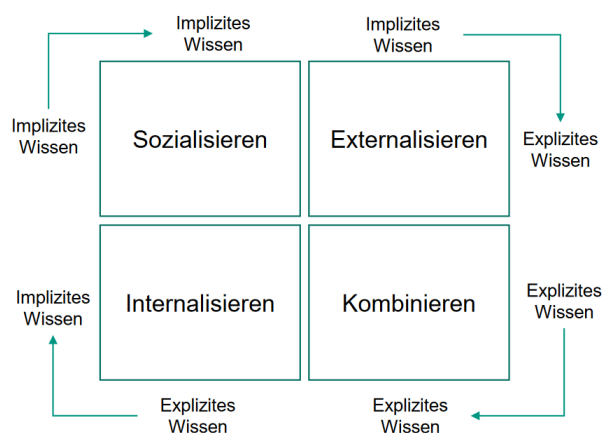 Implizites
Wissen
Implizites
Wissen
Implizites
Wissen
Sozialisieren
Externalisieren
Explizites
Wissen
Implizites
Wissen
Internalisieren
Kombinieren
Explizites
Wissen
Explizites
Wissen
Explizites
Wissen